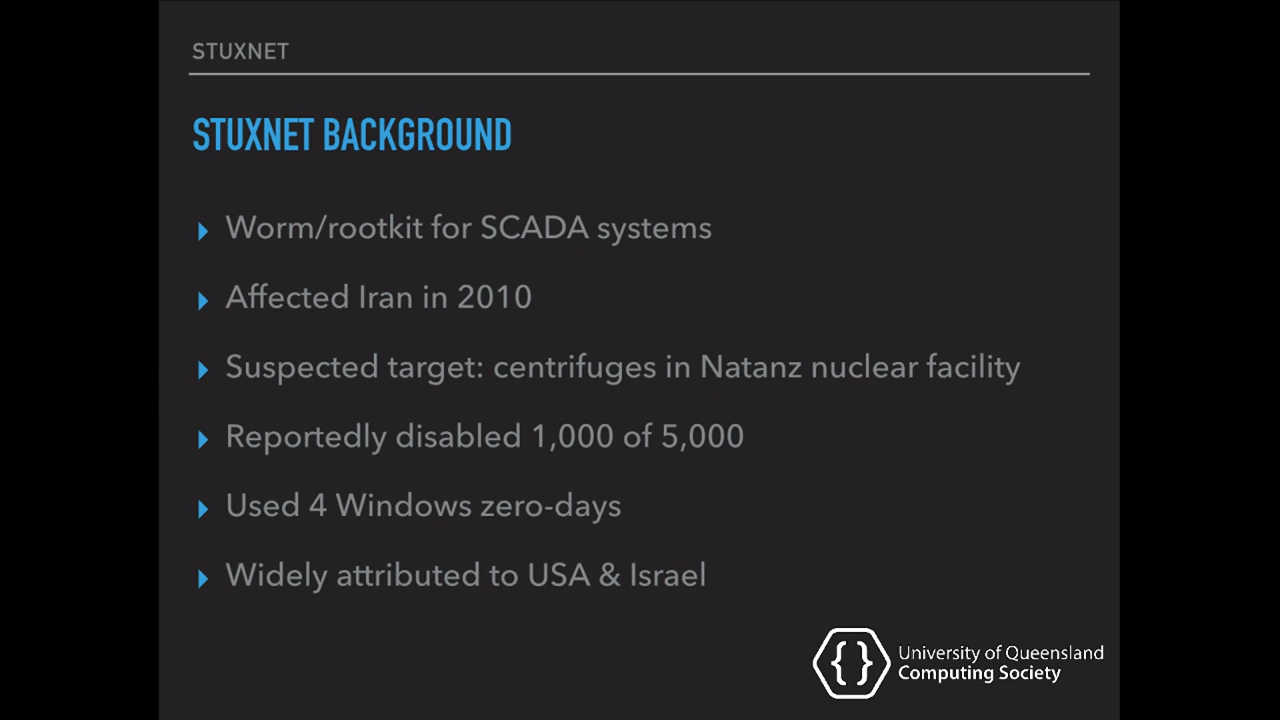 STUXNET
STUXNET BACKGROUND
Worm/rootkit for SCADA systems
Affected Iran in 2010
Suspected target: centrifuges in Natanz nuclear facility
Reportedly disabled 1,000 of 5,000
Used 4 Windows zero-days
Widely attributed to USA & Israel
{} University of Queensland
Computing Society